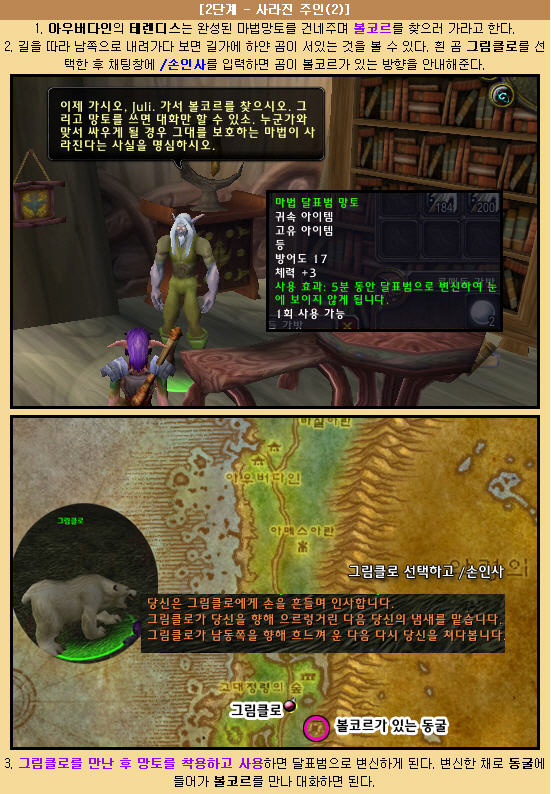 [2단계 - 사라진 주인(2)]
1. 아우버다인의 테렌디스는 완성된 마법망토를 건네주며 볼코르를 찾으러 가라고 한다.
2. 길을 따라 남쪽으로 내려가다 보면 길가에 하얀 곰이 서있는 것을 볼 수 있다. 흰 곰 그림클로를 선
택한 후 채팅창에 /손인사를 입력하면 곰이 볼코르가 있는 방향을 안내해준다.
이제 가시오, Juli. 가서 볼코르를 찾으시오. 그
리고 망토를 쓰면 대화만 할 수 있소. 누군가와
맞서 싸우게 될 경우 그대를 보호하는 마법이 사
라진다는 사실을 명심하시오.
마법 달표범 망토
귀속 아이템
고유 아이템
등
방어도 17
체력 +3
사용 효과: 5분 동안 달표범으로 변신하여 눈
에 보이지 않게 됩니다.
1회 사용 가능
184
200
2
아우버다인
아메스아란
그림클로
그림클로 선택하고 /손인사
당신은 그림클로에게 손을 흔들며 인사합니다.
그림클로가 당신을 향해 으르렁거린 다음 당신의 냄새를 맡습니다.
그림클로가 남동쪽을 향해 흐느껴 운 다음 다시 당신을 쳐다봅니다.
고대정령의 숲
그림클로
볼코르가 있는 동굴
3. 그림클로를 만난 후 망토를 착용하고 사용하면 달표범으로 변신하게 된다. 변신한 채로 동굴에
들어가 볼코르를 만나 대화하면 된다.